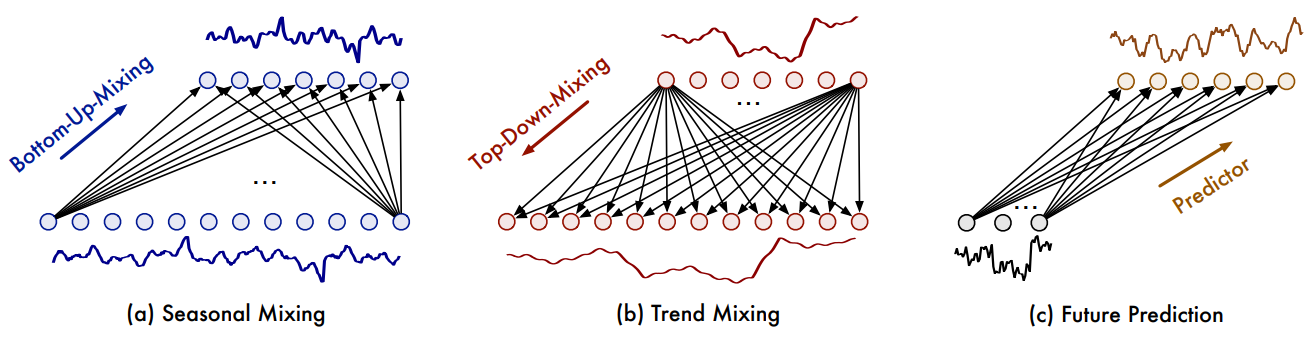 Bottom-Up-Mixing
...
(a) Seasonal Mixing
Top-Down-Mixing
...
(b) Trend Mixing
...
Predictor
(c) Future Prediction